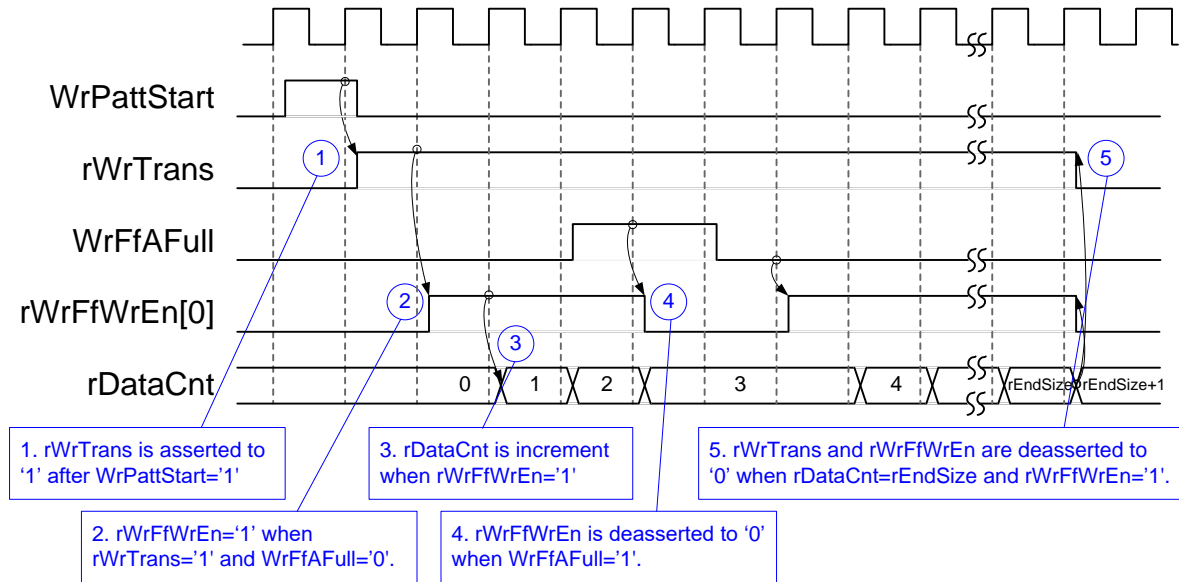 WrPattStart
rWrTrans
1
5
WrFfAFull
rWrFfWrEn[0]
2
4
3
rDataCnt
0
1
2
3
4
rEndSize
rEndSize+1
1. rWrTrans is asserted to
‘1’ after WrPattStart='1’
3. rDataCnt is increment
when rWrFfWrEn='1’
5. rWrTrans and rWrFfWrEn are deasserted to
‘0’ when rDataCnt=rEndSize and rWrFfWrEn='1'.
2. rWrFfWrEn=‘1’ when
rWrTrans='1’ and WrFfAFull='0’.
4. rWrFfWrEn is deasserted to ‘0’
when WrFfAFull='1’.